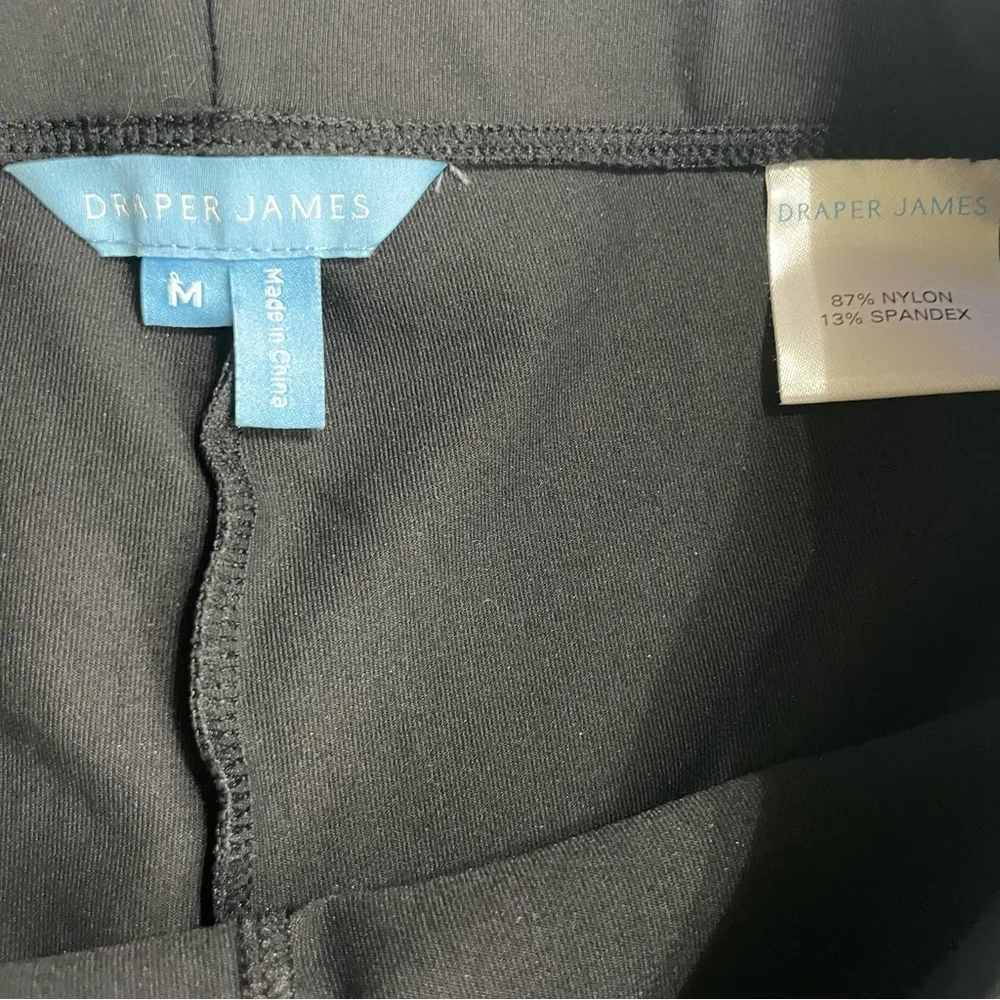 DRAPER JAMES
M
Made in China
DRAPER JAMES
87% NYLON
13% SPANDEX